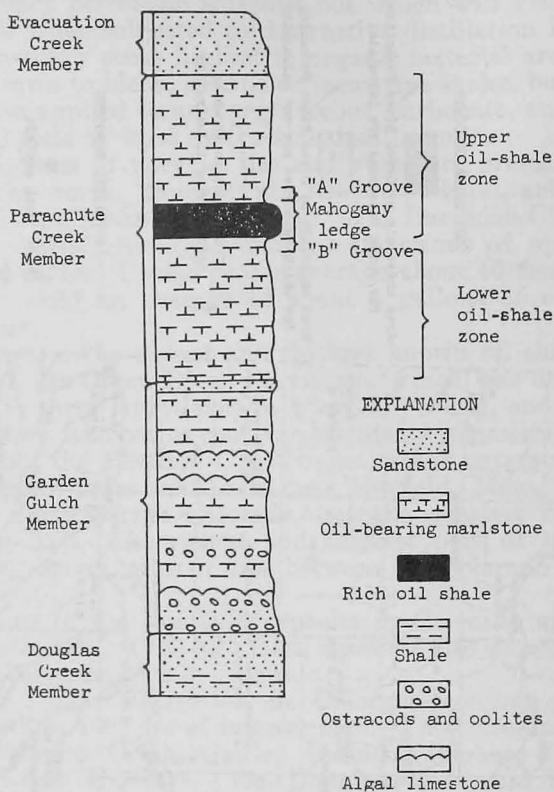 Evacuation
Creek
Member
Parachute
Creek
Member
Garden
Gulch
Member
Douglas
Creek
Member
"A" Groove
Mahogany
ledge
"B" Groove
Upper
oil-shale
zone
Lower
oil-shale
zone
EXPLANATION
Sandstone
Oil-bearing marlstone
Rich oil shale
Shale
Ostracods and oolites
Algal limestone